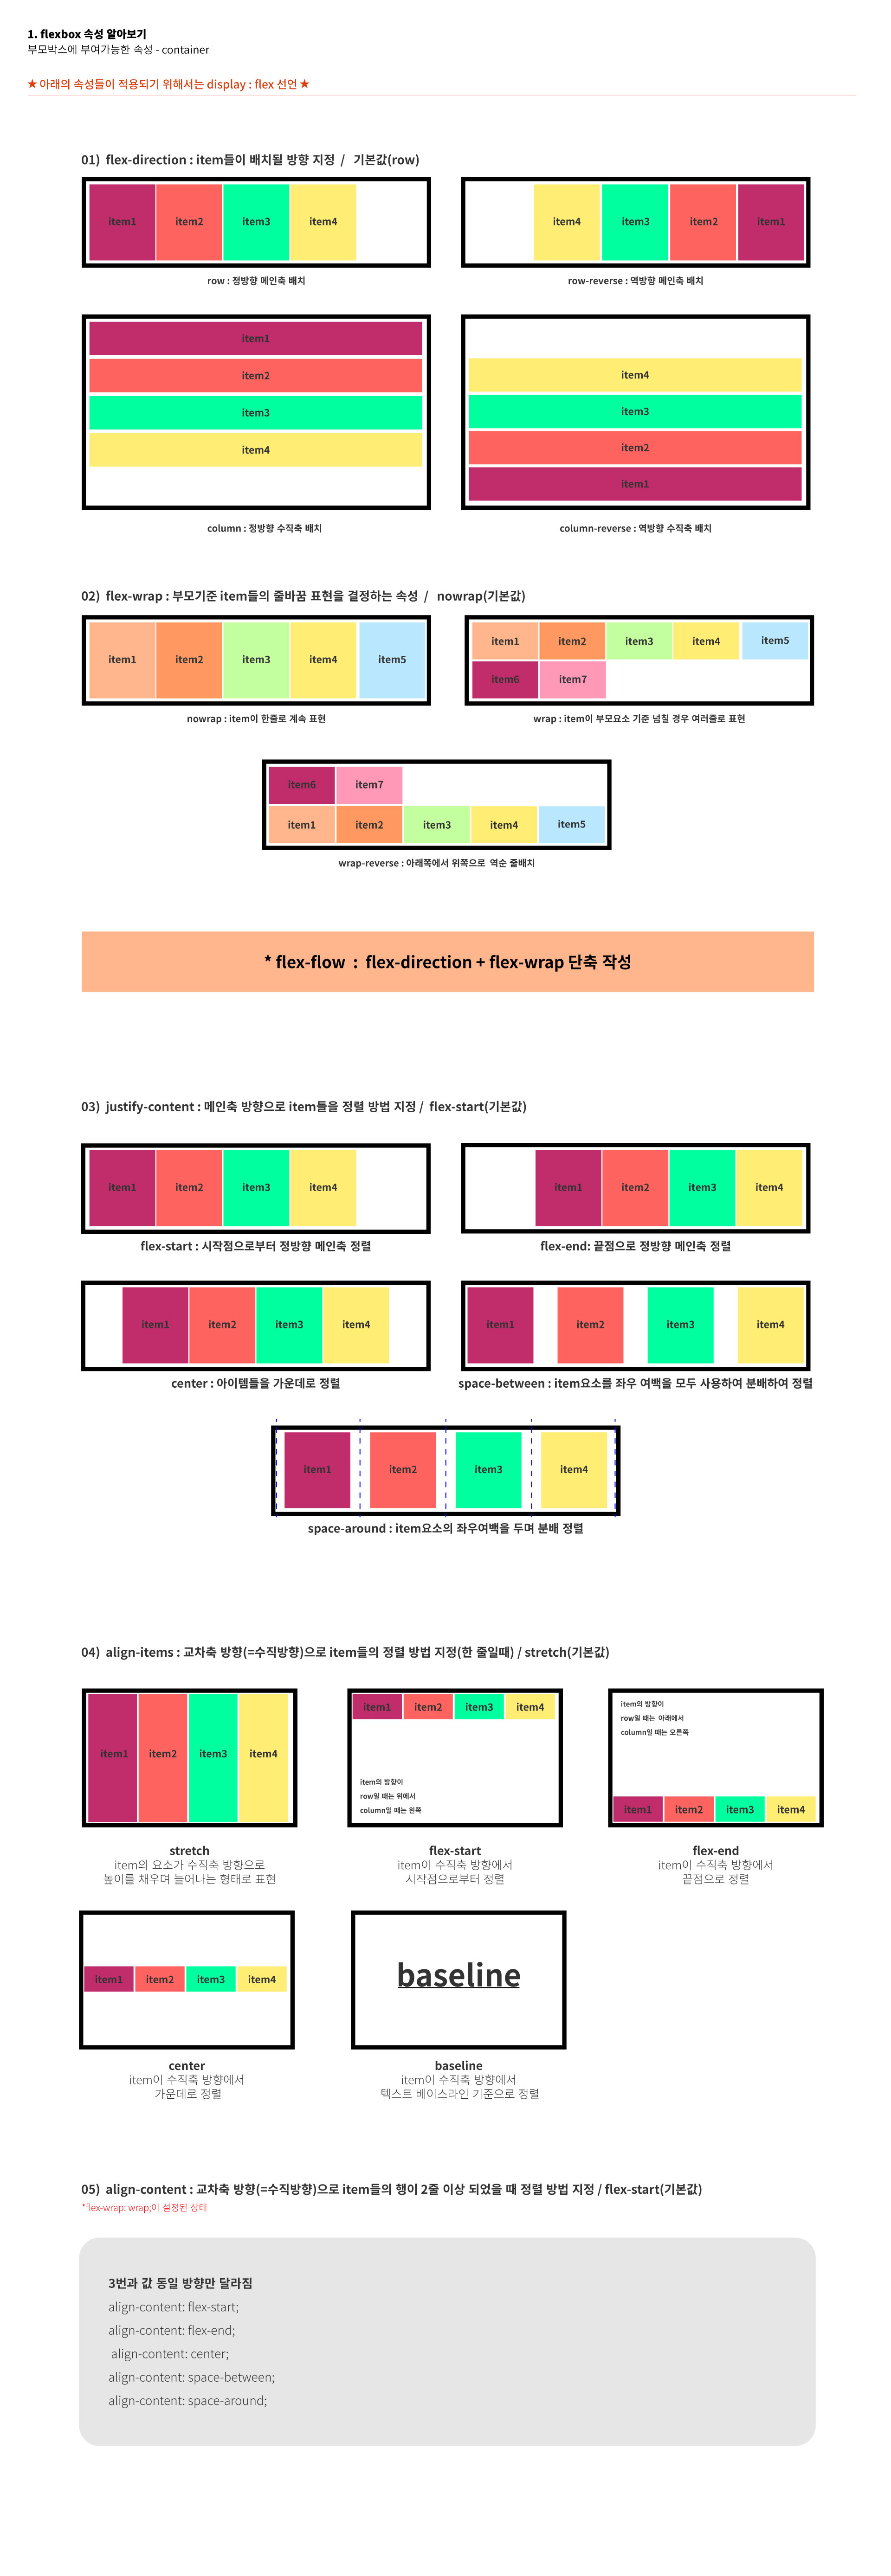 1. flexbox 속성 알아보기
부모박스에 부여가능한 속성 - container
★ 아래의 속성들이 적용되기 위해서는 display : flex 선언 ★
01) flex-direction : item들이 배치될 방향 지정 / 기본값(row)
item1 item2 item3 item4
item4 item3 item2 item1
row : 정방향 메인축 배치
row-reverse : 역방향 메인축 배치
item1
item2
item3
item4
item4
item3
item2
item1
column : 정방향 수직축 배치
column-reverse : 역방향 수직축 배치
02) flex-wrap : 부모기준 item들의 줄바꿈 표현을 결정하는 속성 / nowrap(기본값)
item1 item2 item3 item4 item5
item1 item2 item3 item4 item5
item6 item7
nowrap : item이 한줄로 계속 표현
wrap : item이 부모요소 기준 넘칠 경우 여러줄로 표현
item6 item7
item1 item2 item3 item4 item5
wrap-reverse : 아래쪽에서 위쪽으로 역순 줄배치
* flex-flow : flex-direction + flex-wrap 단축 작성
03) justify-content : 메인축 방향으로 item들을 정렬 방법 지정 / flex-start(기본값)
item1 item2 item3 item4
item1 item2 item3 item4
flex-start : 시작점으로부터 정방향 메인축 정렬
flex-end: 끝점으로 정방향 메인축 정렬
item1 item2 item3 item4
item1 item2 item3 item4
center : 아이템들을 가운데로 정렬
space-between : item요소를 좌우 여백을 모두 사용하여 분배하여 정렬
item1 item2 item3 item4
space-around : item요소의 좌우여백을 두며 분배 정렬
04) align-items : 교차축 방향(=수직방향)으로 item들의 정렬 방법 지정(한 줄일때) / stretch(기본값)
item1 item2 item3 item4
stretch
item의 요소가 수직축 방향으로
높이를 채우며 늘어나는 형태로 표현
item1 item2 item3 item4
item의 방향이
row일 때는 위에서
column일 때는 왼쪽
flex-start
item이 수직축 방향에서
시작점으로부터 정렬
item의 방향이
row일 때는 아래에서
column일 때는 오른쪽
item1 item2 item3 item4
flex-end
item이 수직축 방향에서
끝점으로 정렬
item1 item2 item3 item4
center
item이 수직축 방향에서
가운데로 정렬
baseline
baseline
item이 수직축 방향에서
텍스트 베이스라인 기준으로 정렬
05) align-content : 교차축 방향(=수직방향)으로 item들의 행이 2줄 이상 되었을 때 정렬 방법 지정 / flex-start(기본값)
*flex-wrap: wrap;이 설정된 상태
3번과 값 동일 방향만 달라짐
align-content: flex-start;
align-content: flex-end;
align-content: center;
align-content: space-between;
align-content: space-around;